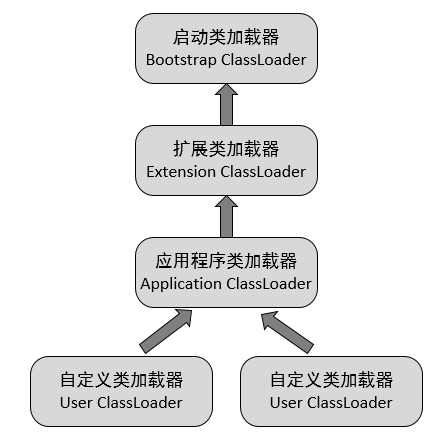 启动类加载器
Bootstrap ClassLoader
扩展类加载器
Extension ClassLoader
应用程序类加载器
Application ClassLoader
自定义类加载器
User ClassLoader
自定义类加载器
User ClassLoader